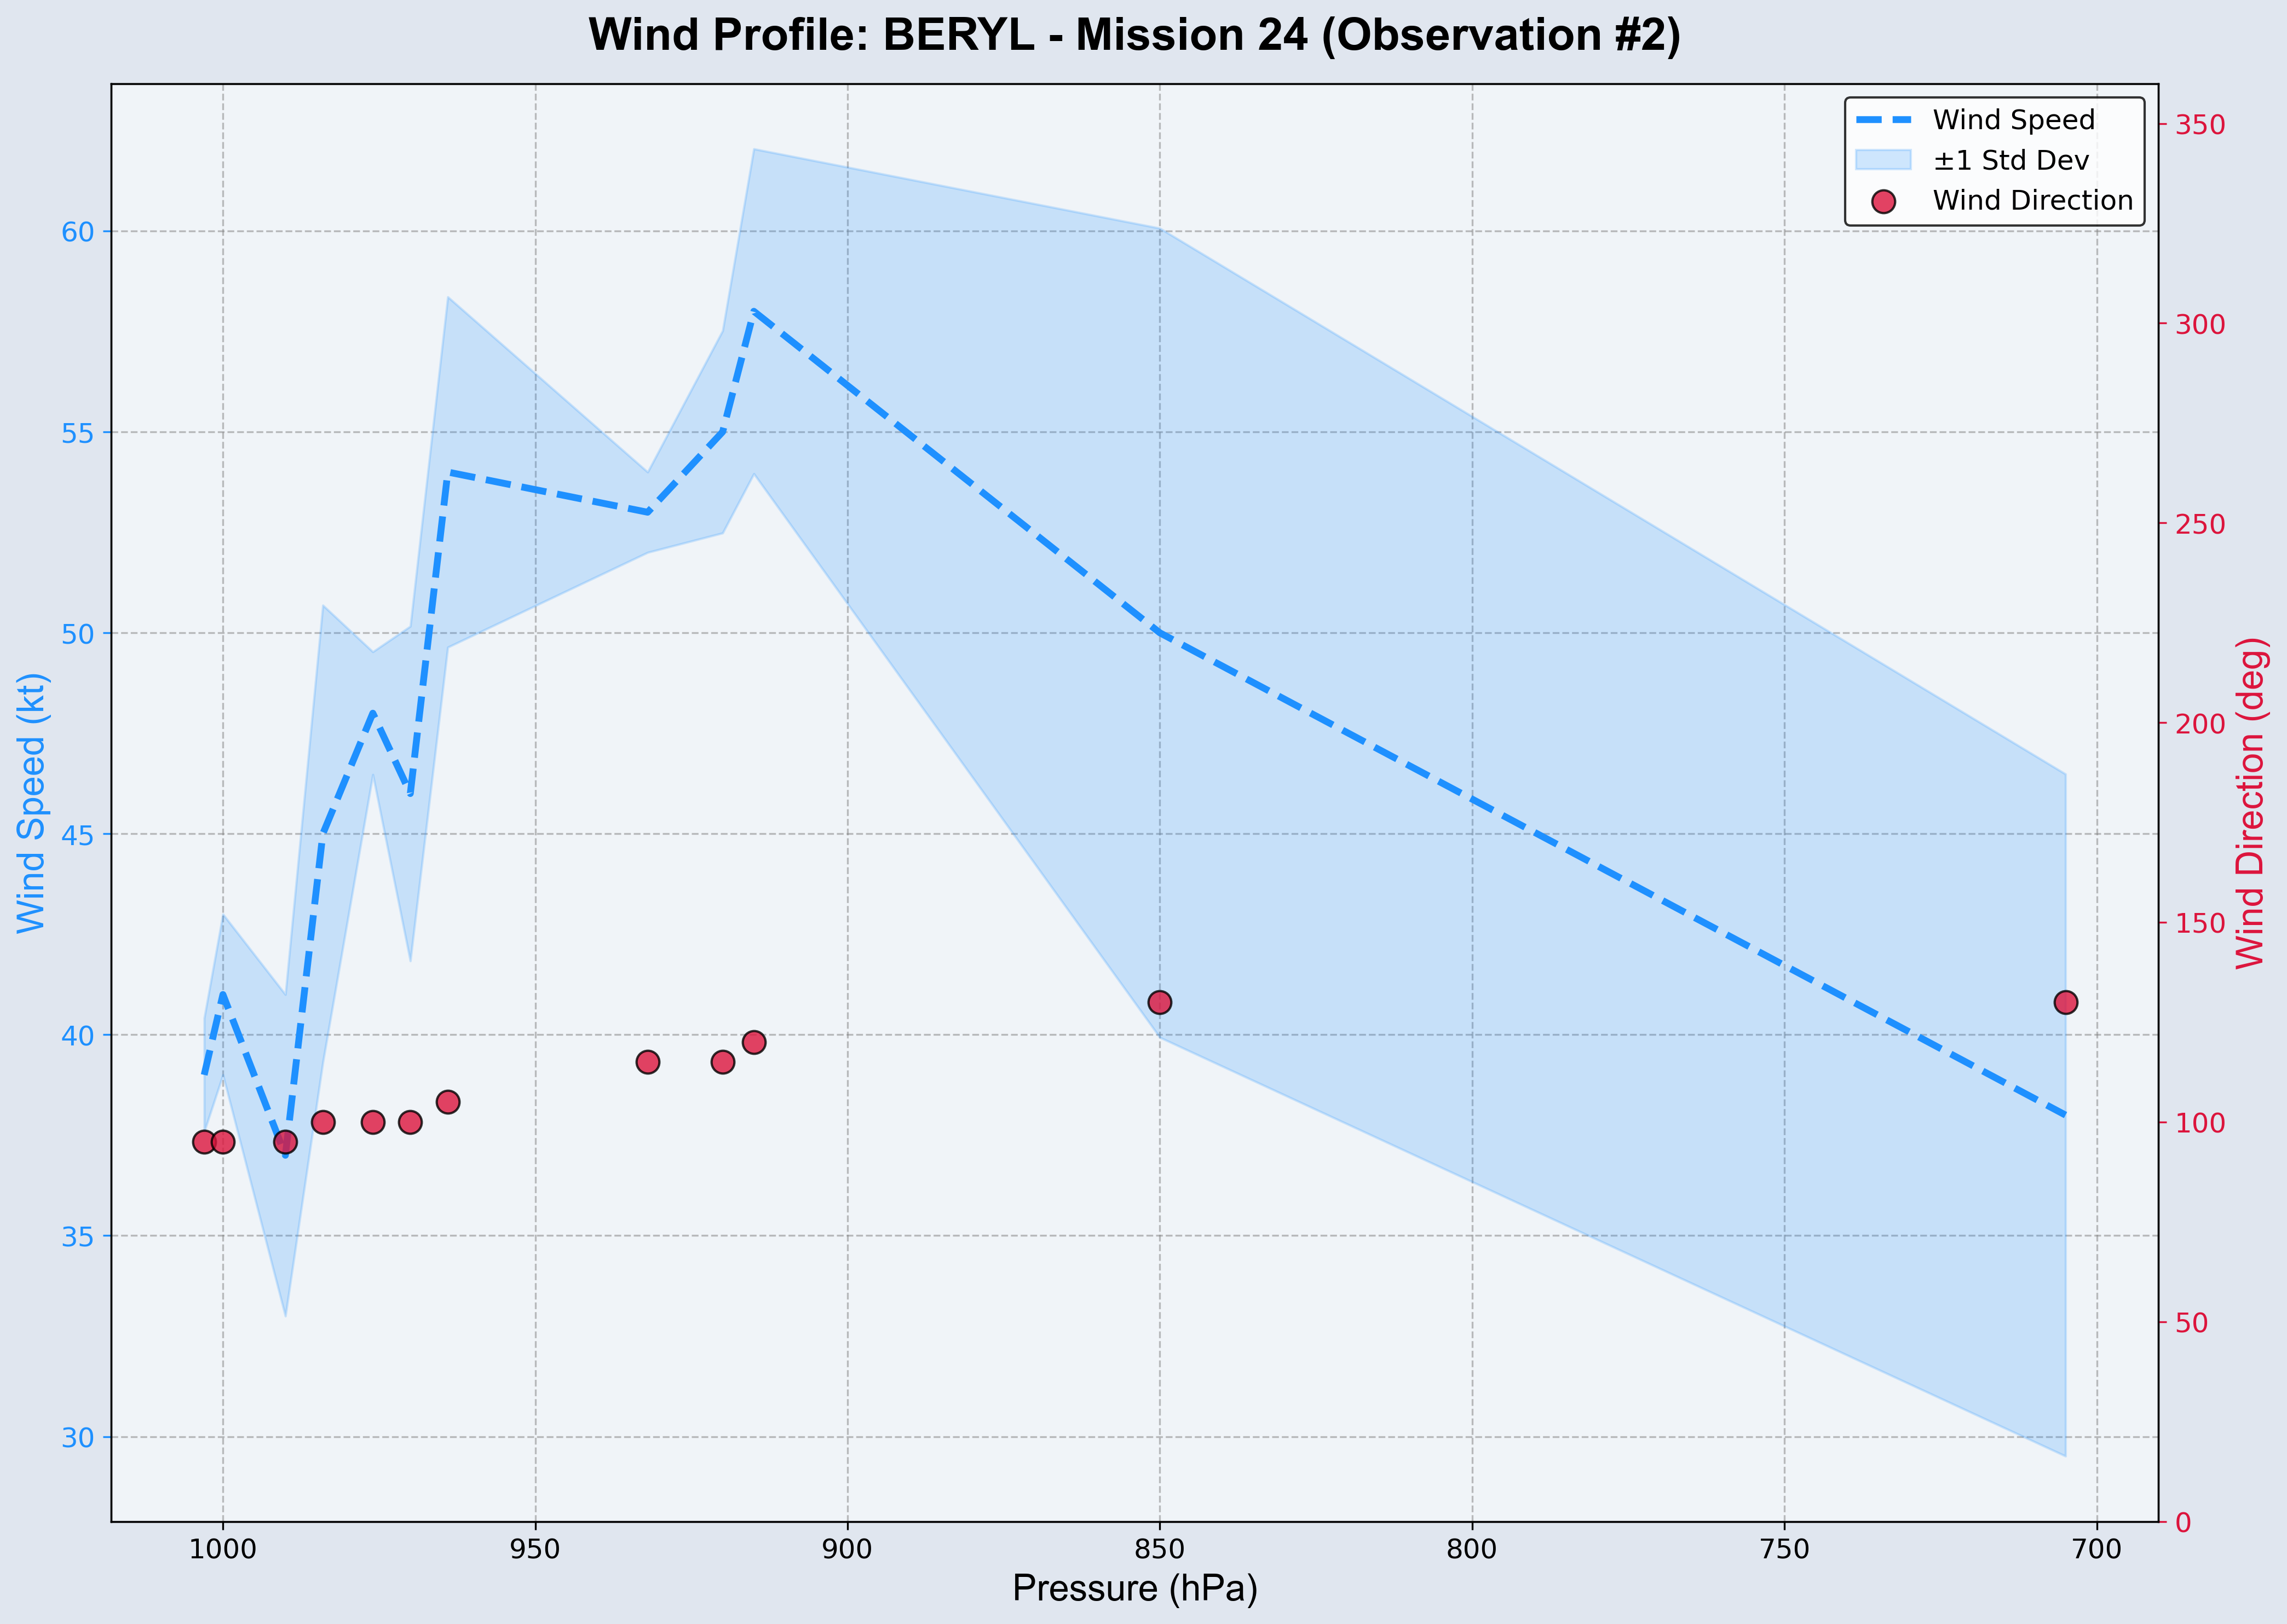 Wind Profile: BERYL - Mission 24 (Observation #2)
Wind Speed
±1 Std Dev
Wind Direction
Wind Speed (kt)
60
55
50
45
40
35
30
350
300
250
200
150
100
50
0
Wind Direction (deg)
1000 950 900 850 800 750 700
Pressure (hPa)